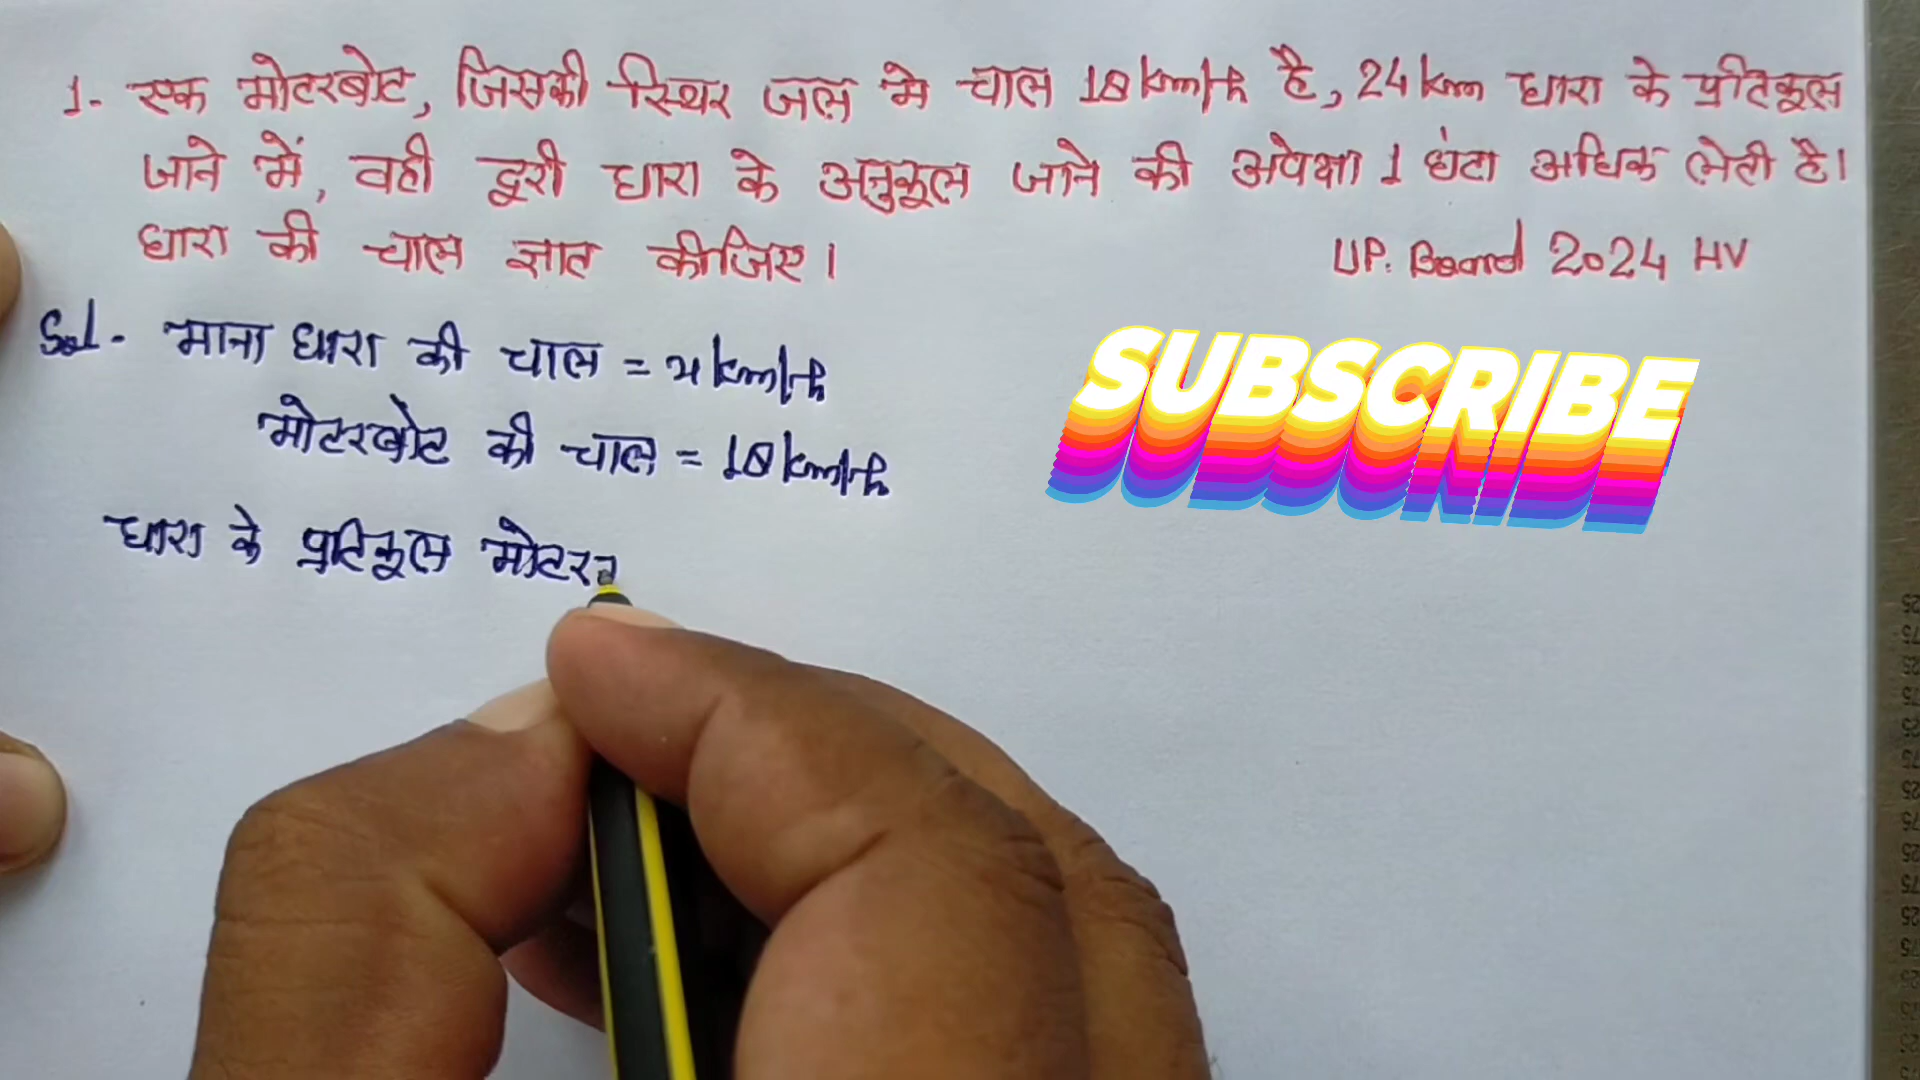 1- एक मोटरबोट, जिसकी स्थिर जल मे चाल 18 km/h है, 24 km धारा के प्रतिकूल
जाने में, वही दूरी धारा के अनुकूल जाने की अपेक्षा 1 घंटा अधिक लेती है।
धारा की चाल ज्ञात कीजिए।
UP. Board 2024 HV
Sol- माना धारा की चाल = x km/h
SUBSCRIBE
मोटरबोट की चाल = 18 km/h
धारा के प्रतिकूल मोटर